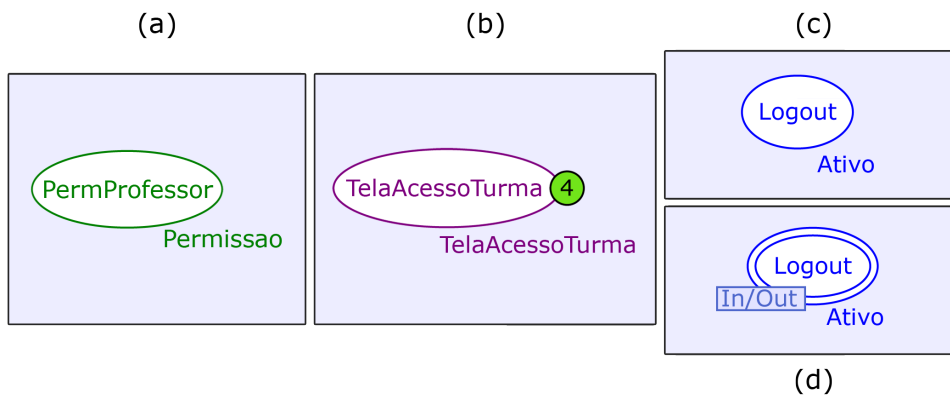 (a)
(b)
(c)
PermProfessor
Permissao
TelaAcessoTurma
4
TelaAcessoTurma
Logout
Ativo
Logout
In/Out
Ativo
(d)